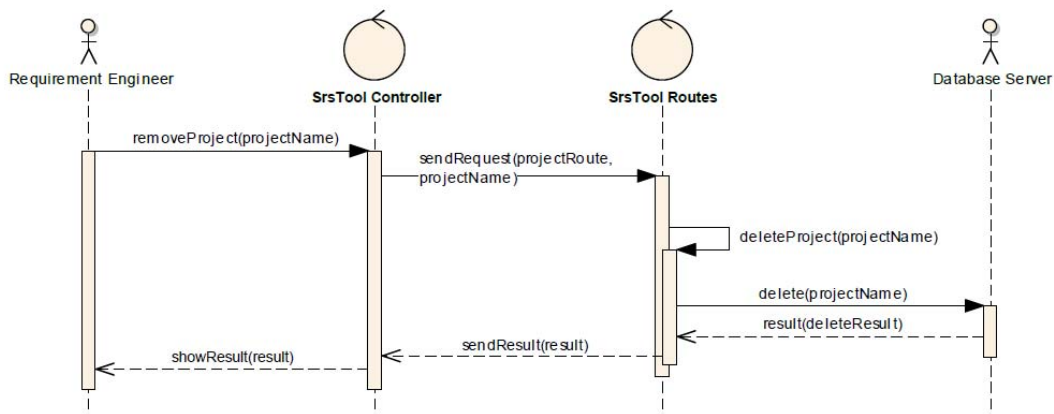 Requirement Engineer
SrsTool Controller
SrsTool Routes
Database Server
removeProject(projectName)
sendRequest(projectRoute,
projectName)
deleteProject(projectName)
delete(projectName)
result(deleteResult)
sendResult(result)
showResult(result)